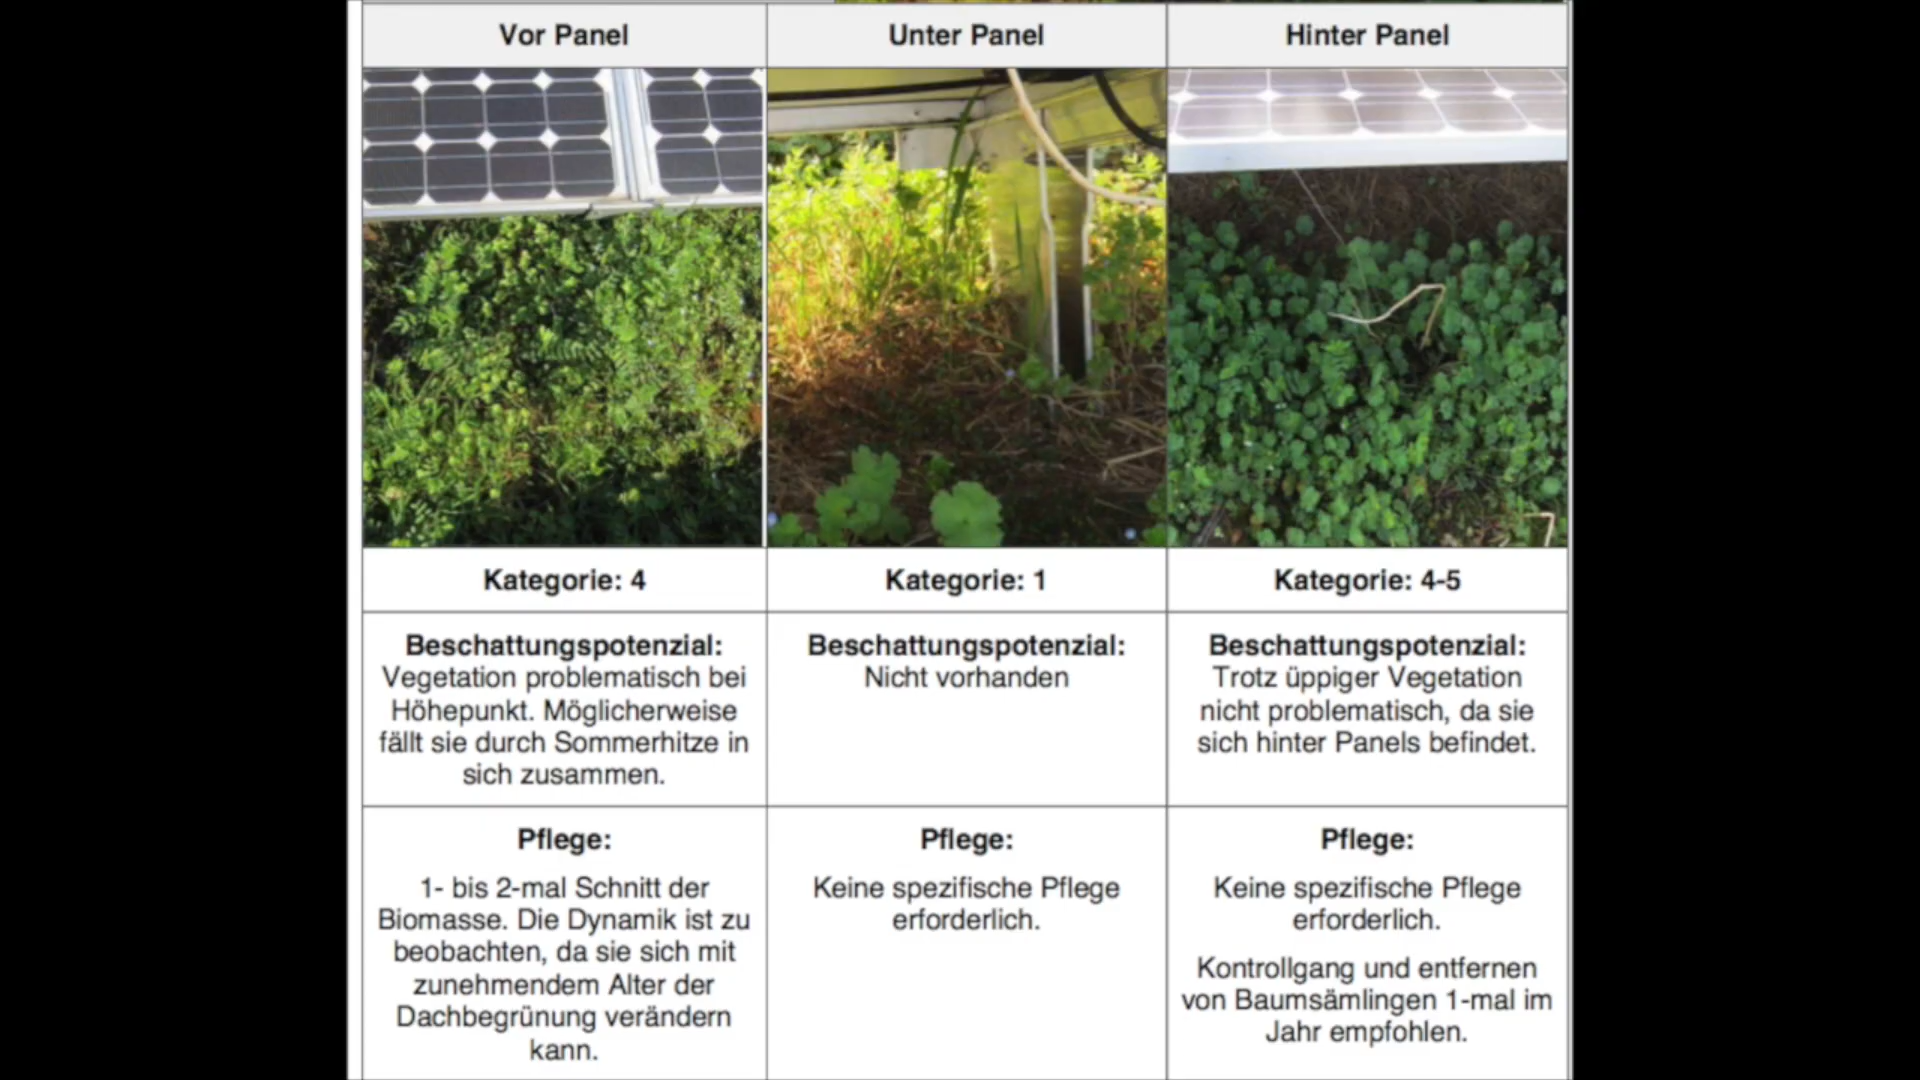 Vor Panel
Unter Panel
Hinter Panel
Kategorie: 4
Kategorie: 1
Kategorie: 4-5
Beschattungspotenzial:
Vegetation problematisch bei
Höhepunkt. Möglicherweise
fällt sie durch Sommerhitze in
sich zusammen.
Beschattungspotenzial:
Nicht vorhanden
Beschattungspotenzial:
Trotz üppiger Vegetation
nicht problematisch, da sie
sich hinter Panels befindet.
Pflege:
1- bis 2-mal Schnitt der
Biomasse. Die Dynamik ist zu
beobachten, da sie sich mit
zunehmendem Alter der
Dachbegrünung verändern
kann.
Pflege:
Keine spezifische Pflege
erforderlich.
Pflege:
Keine spezifische Pflege
erforderlich.
Kontrollgang und entfernen
von Baumsämlingen 1-mal im
Jahr empfohlen.